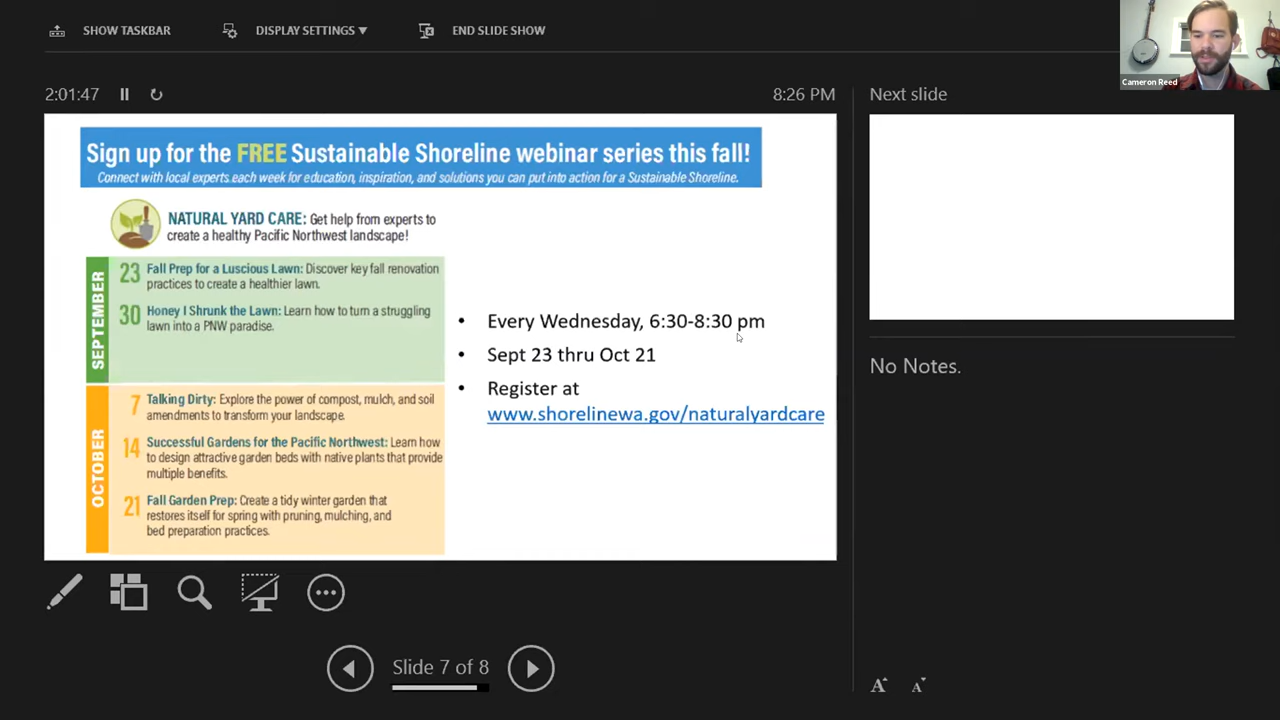 SHOW TASKBAR
DISPLAY SETTINGS ▼
END SLIDE SHOW
Cameron Reed
2:01:47
8:26 PM
Next slide
Sign up for the FREE Sustainable Shoreline webinar series this fall!
Connect with local experts each week for education, inspiration, and solutions you can put into action for a Sustainable Shoreline.
NATURAL YARD CARE: Get help from experts to
create a healthy Pacific Northwest landscape!
SEPTEMBER
23 Fall Prep for a Luscious Lawn: Discover key fall renovation
practices to create a healthier lawn.
30 Honey I Shrunk the Lawn: Learn how to turn a struggling
lawn into a PNW paradise.
OCTOBER
7 Talking Dirty: Explore the power of compost, mulch, and soil
amendments to transform your landscape.
14 Successful Gardens for the Pacific Northwest: Learn how
to design attractive garden beds with native plants that provide
multiple benefits.
21 Fall Garden Prep: Create a tidy winter garden that
restores itself for spring with pruning, mulching, and
bed preparation practices.
• Every Wednesday, 6:30-8:30 pm
• Sept 23 thru Oct 21
• Register at
www.shorelinewa.gov/naturalyardcare
No Notes.
Slide 7 of 8
A A